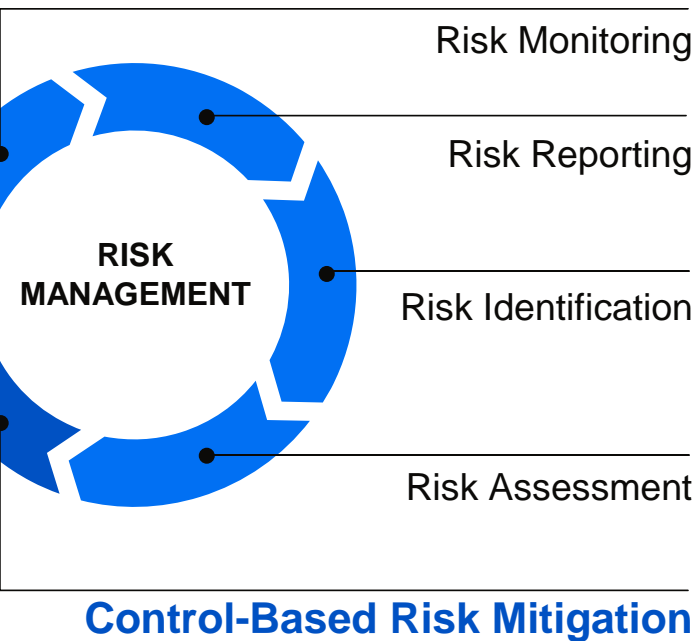 Risk Monitoring
Risk Reporting
RISK
MANAGEMENT
Risk Identification
Risk Assessment
Control-Based Risk Mitigation